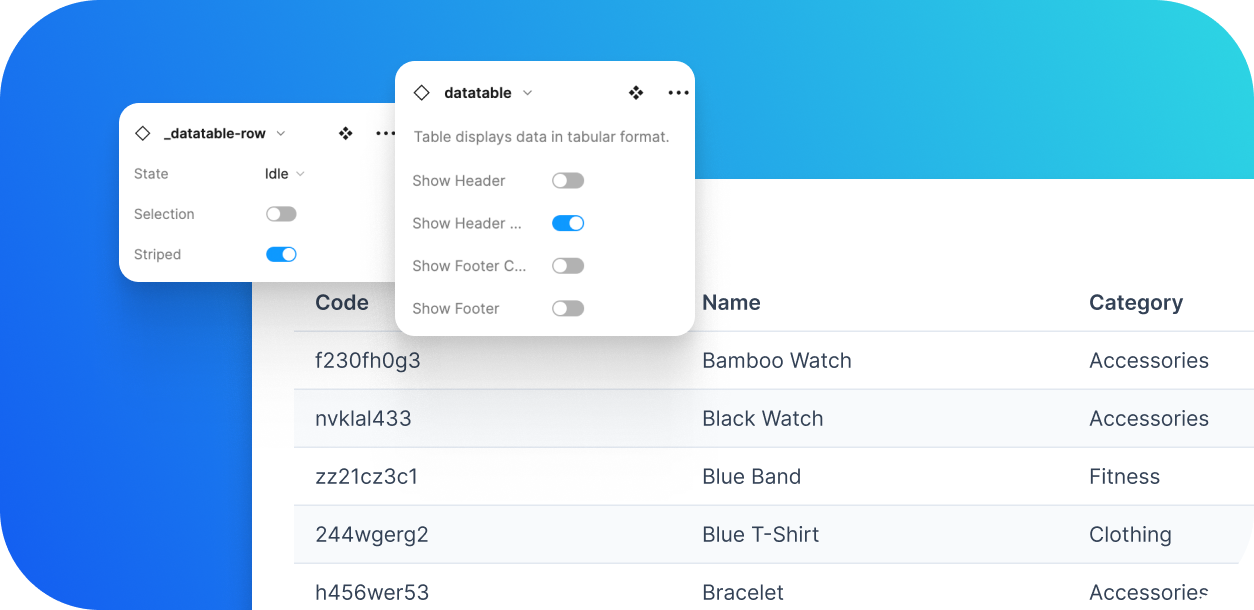 _datatable-row
State Idle
Selection
Striped
datatable
Table displays data in tabular format.
Show Header
Show Header ...
Show Footer C...
Show Footer
Code Name Category
f230fh0g3 Bamboo Watch Accessories
nvklal433 Black Watch Accessories
zz21cz3c1 Blue Band Fitness
244wgerg2 Blue T-Shirt Clothing
h456wer53 Bracelet Accessories